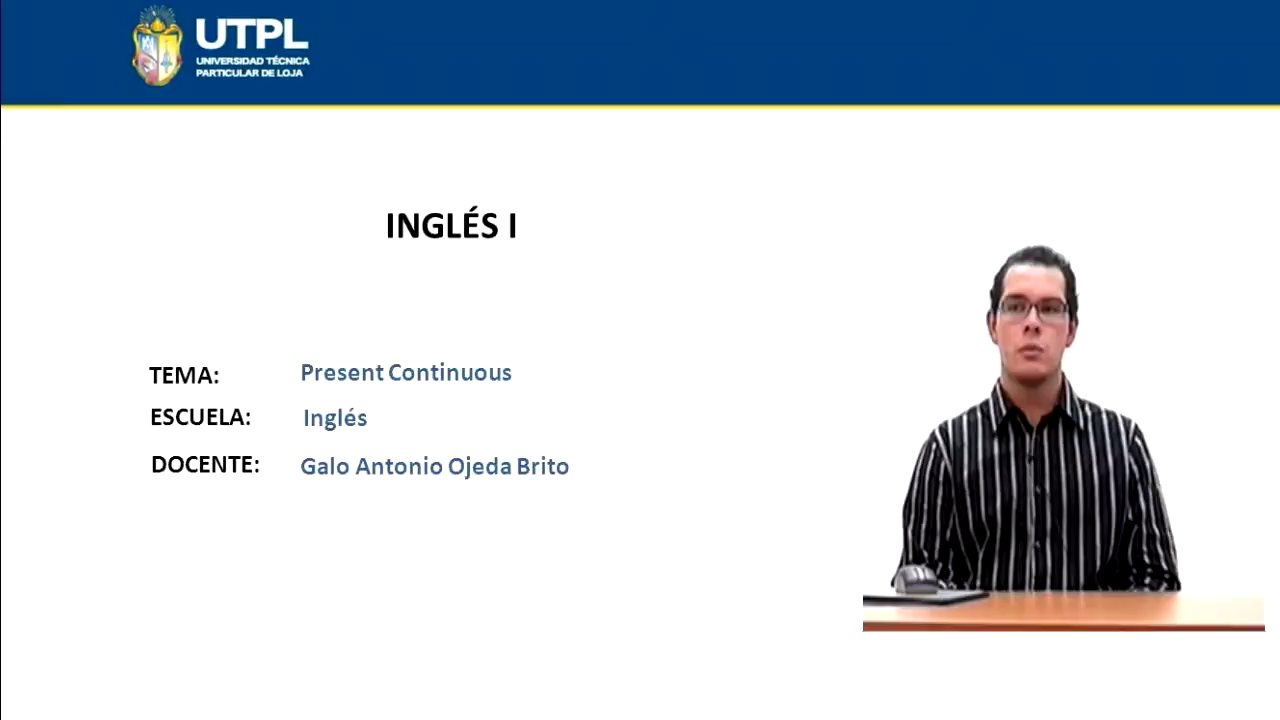 UTPL
UNIVERSIDAD TÉCNICA
PARTICULAR DE LOJA
INGLÉS I
TEMA: Present Continuous
ESCUELA: Inglés
DOCENTE: Galo Antonio Ojeda Brito